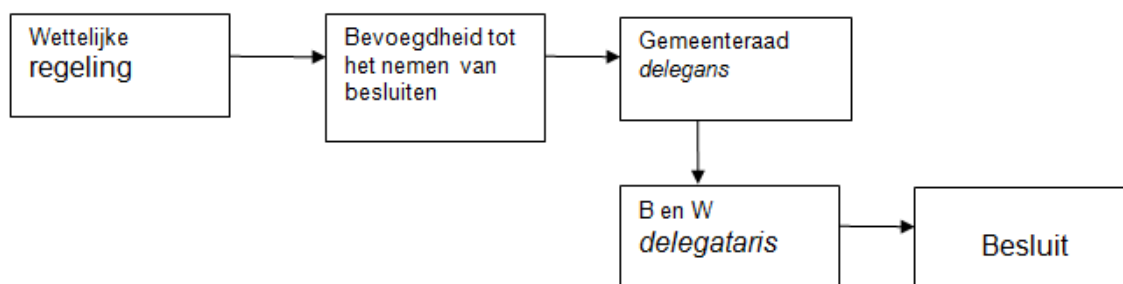 Wettelijke
regeling
Bevoegdheid tot
het nemen van
besluiten
Gemeenteraad
delegans
B en W
delegataris
Besluit